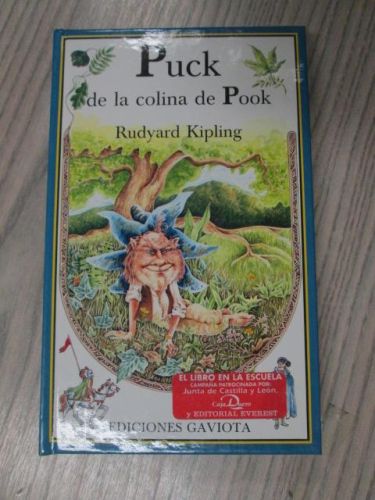 Puck
de la colina de Pook
Rudyard Kipling
EL LIBRO EN LA ESCUELA
CAMPAÑA PATROCINADA POR:
Junta de Castilla y León,
Caja Duero
y EDITORIAL EVEREST
EDICIONES GAVIOTA